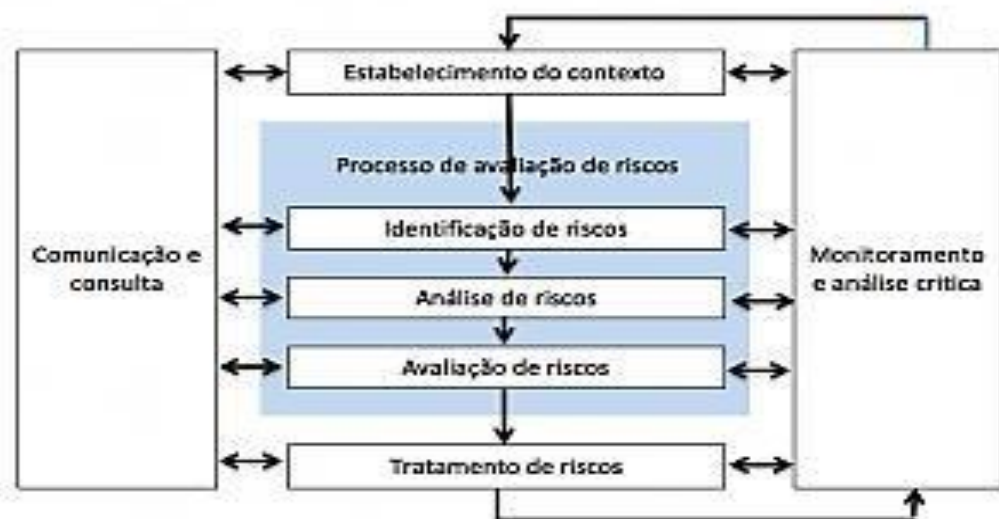 Estabelecimento do contexto
Processo de avaliação de riscos
Identificação de riscos
Comunicação e
consulta
Monitoramento
e análise crítica
Análise de riscos
Avaliação de riscos
Tratamento de riscos